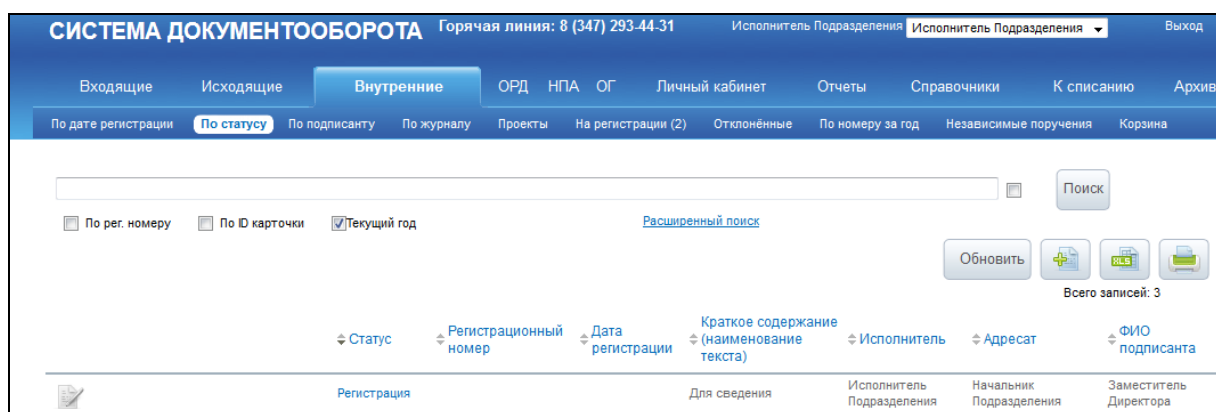 СИСТЕМА ДОКУМЕНТООБОРОТА Горячая линия: 8 (347) 293-44-31 Исполнитель Подразделения Исполнитель Подразделения Выход
Входящие Исходящие Внутренние ОРД НПА ОГ Личный кабинет Отчеты Справочники К списанию Архив
По дате регистрации По статусу По подписанту По журналу Проекты На регистрации (2) Отклонённые По номеру за год Независимые поручения Корзина
Поиск
По рег. номеру По ID карточки Текущий год Расширенный поиск
Обновить XLS
Всего записей: 3
Статус Регистрационный номер Дата регистрации Краткое содержание (наименование текста) Исполнитель Адресат ФИО подписанта
Регистрация Для сведения Исполнитель Подразделения Начальник Подразделения Заместитель Директора